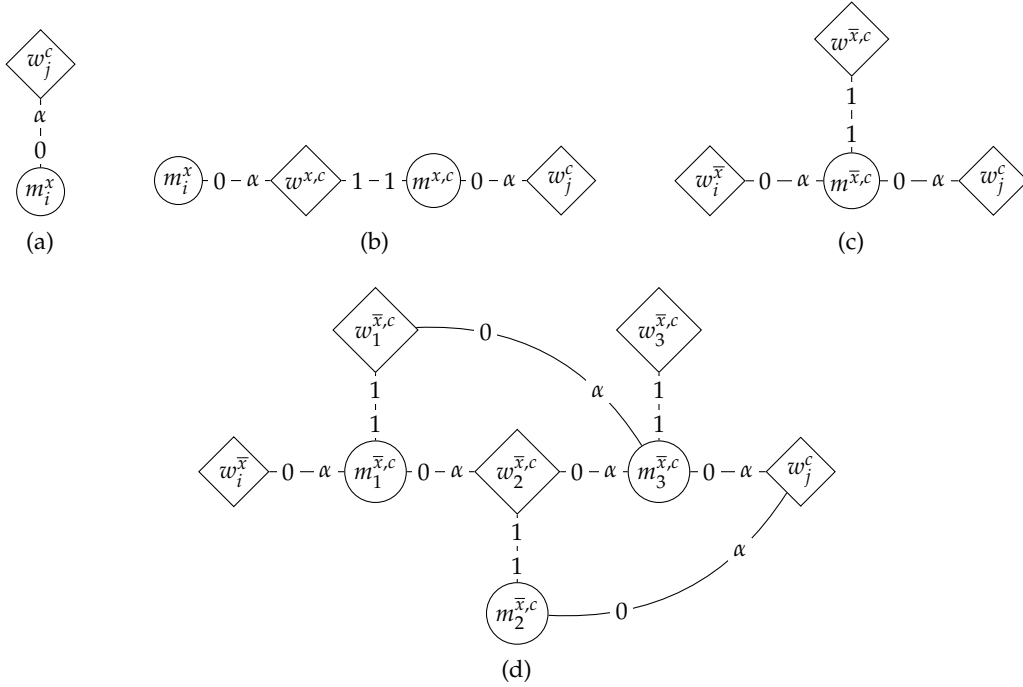 w_j^c
α
0
m_i^x
(a)
m_i^x 0 α w^{x,c} 1 1 m^{x,c} 0 α w_j^c
(b)
w^{x̅,c}
1
1
w_i^{x̅} 0 α m^{x̅,c} 0 α w_j^c
(c)
w_1^{x̅,c} 0 α w_3^{x̅,c}
1 1
1 1
w_i^{x̅} 0 α m_1^{x̅,c} 0 α w_2^{x̅,c} 0 α m_3^{x̅,c} 0 α w_j^c
1
1
m_2^{x̅,c} 0 α
(d)